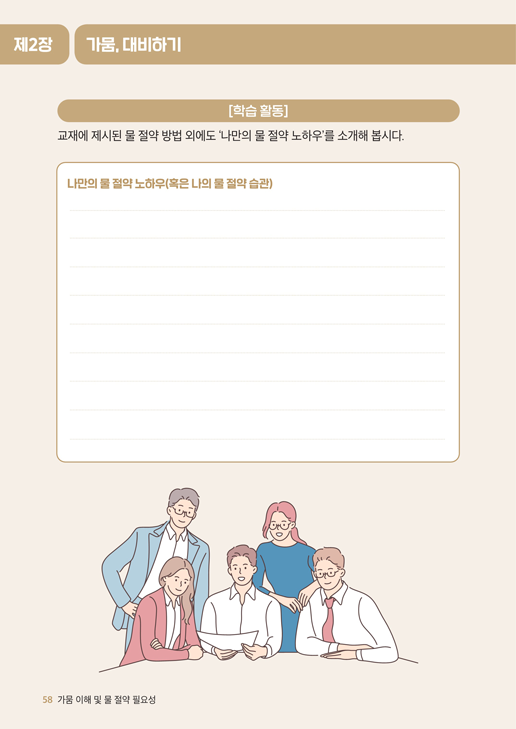 제2장 가뭄, 대비하기
[학습 활동]
교재에 제시된 물 절약 방법 외에도 ‘나만의 물 절약 노하우’를 소개해 봅시다.
나만의 물 절약 노하우(혹은 나의 물 절약 습관)
58 가뭄 이해 및 물 절약 필요성